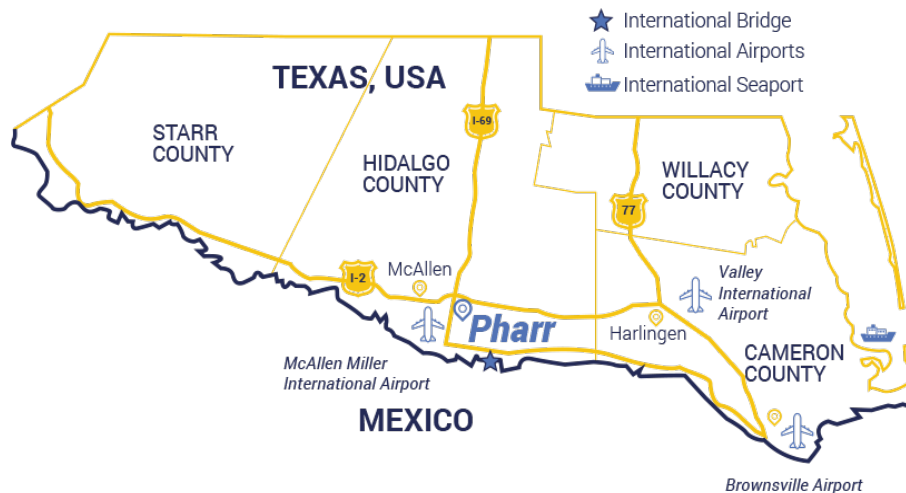 International Bridge
International Airports
International Seaport
TEXAS, USA
I-69
STARR
COUNTY
HIDALGO
COUNTY
WILLACY
COUNTY
77
McAllen
I-2
Valley
International
Airport
Pharr
Harlingen
McAllen Miller
International Airport
CAMERON
COUNTY
MEXICO
Brownsville Airport